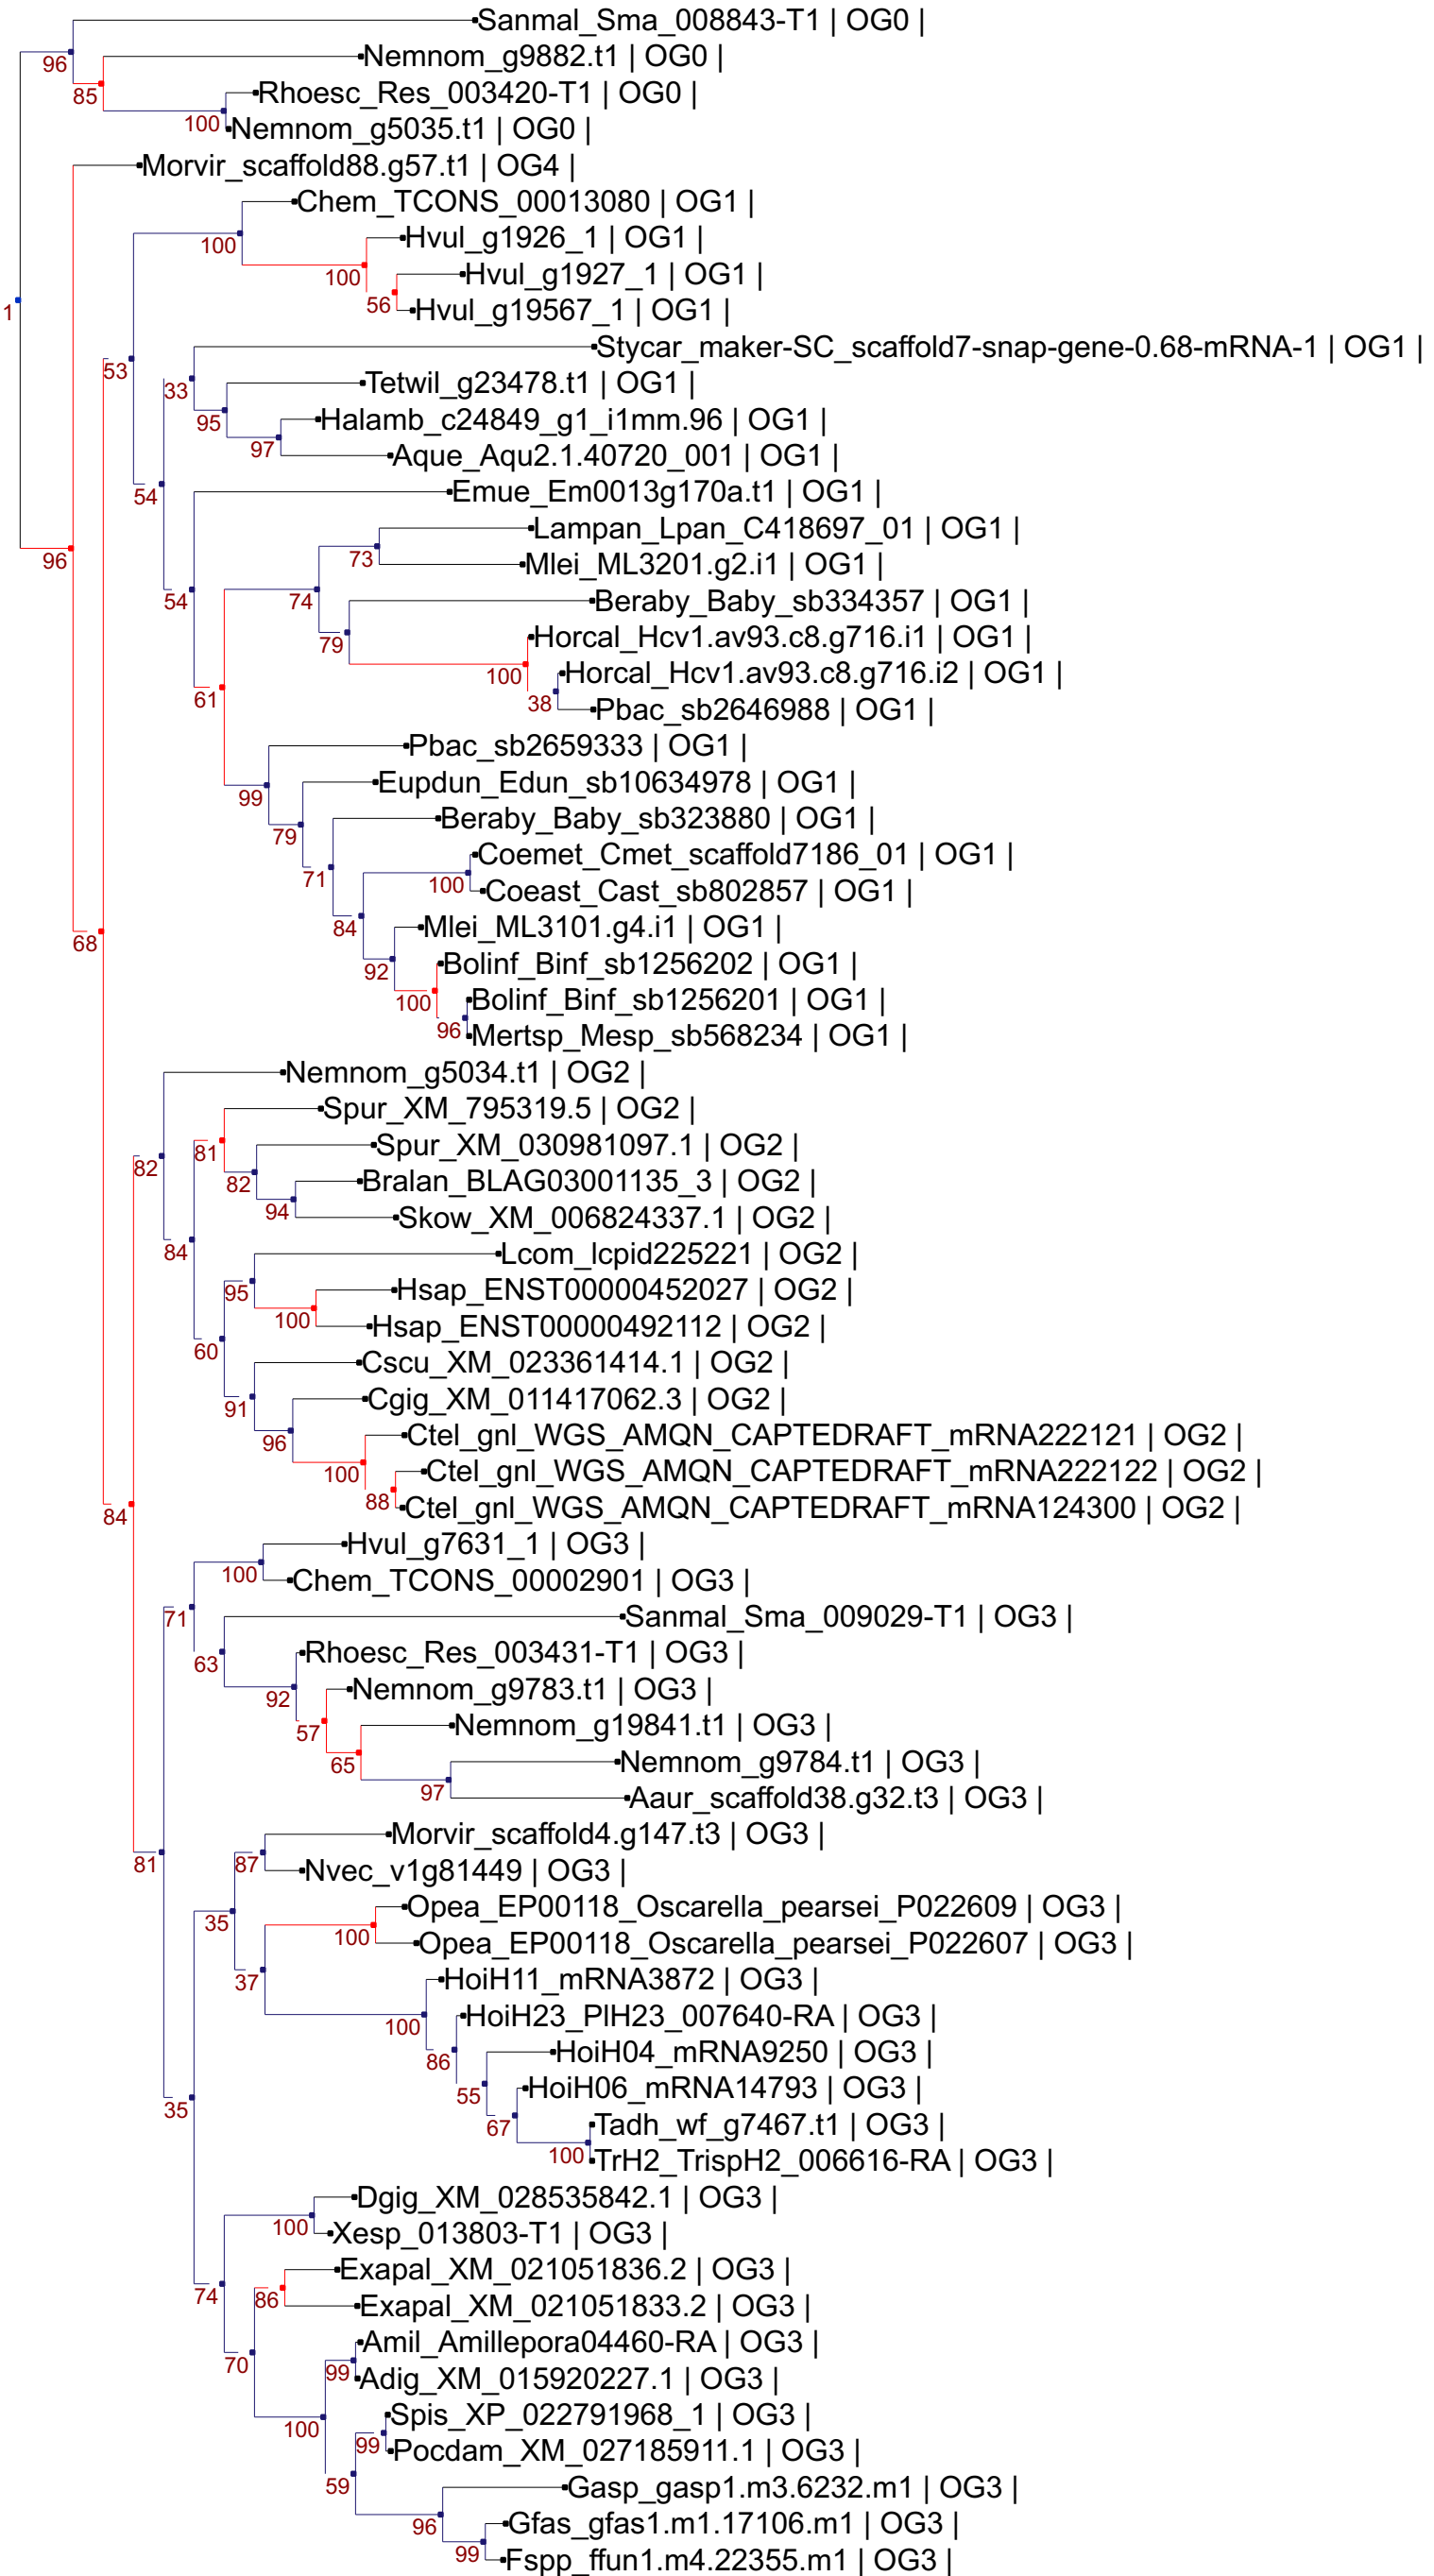 Sanmal_Sma_008843-T1 | OG0 |
Nemnom_g9882.t1 | OG0 |
96
85
Rhoesc_Res_003420-T1 | OG0 |
100
Nemnom_g5035.t1 | OG0 |
Morvir_scaffold88.g57.t1 | OG4 |
Chem_TCONS_00013080 | OG1 |
100
Hvul_g1926_1 | OG1 |
100
Hvul_g1927_1 | OG1 |
1
56
Hvul_g19567_1 | OG1 |
Stycar_maker-SC_scaffold7-snap-gene-0.68-mRNA-1 | OG1 |
53
33
Tetwil_g23478.t1 | OG1 |
95
Halamb_c24849_g1_i1mm.96 | OG1 |
97
Aque_Aqu2.1.40720_001 | OG1 |
54
Emue_Em0013g170a.t1 | OG1 |
Lampan_Lpan_C418697_01 | OG1 |
96
73
Mlei_ML3201.g2.i1 | OG1 |
54
74
Beraby_Baby_sb334357 | OG1 |
79
Horcal_Hcv1.av93.c8.g716.i1 | OG1 |
100
Horcal_Hcv1.av93.c8.g716.i2 | OG1 |
61
38
Pbac_sb2646988 | OG1 |
Pbac_sb2659333 | OG1 |
99
Eupdun_Edun_sb10634978 | OG1 |
79
Beraby_Baby_sb323880 | OG1 |
71
Coemet_Cmet_scaffold7186_01 | OG1 |
100
Coeast_Cast_sb802857 | OG1 |
84
Mlei_ML3101.g4.i1 | OG1 |
68
92
Bolinf_Binf_sb1256202 | OG1 |
100
Bolinf_Binf_sb1256201 | OG1 |
96
Mertsp_Mesp_sb568234 | OG1 |
Nemnom_g5034.t1 | OG2 |
Spur_XM_795319.5 | OG2 |
82
81
Spur_XM_030981097.1 | OG2 |
82
Bralan_BLAG03001135_3 | OG2 |
94
Skow_XM_006824337.1 | OG2 |
84
Lcom_lcpid225221 | OG2 |
95
Hsap_ENST00000452027 | OG2 |
100
Hsap_ENST00000492112 | OG2 |
60
Cscu_XM_023361414.1 | OG2 |
91
Cgig_XM_011417062.3 | OG2 |
96
Ctel_gnl_WGS_AMQN_CAPTEDRAFT_mRNA222121 | OG2 |
100
Ctel_gnl_WGS_AMQN_CAPTEDRAFT_mRNA222122 | OG2 |
84
88
Ctel_gnl_WGS_AMQN_CAPTEDRAFT_mRNA124300 | OG2 |
Hvul_g7631_1 | OG3 |
100
Chem_TCONS_00002901 | OG3 |
71
Sanmal_Sma_009029-T1 | OG3 |
63
Rhoesc_Res_003431-T1 | OG3 |
92
Nemnom_g9783.t1 | OG3 |
57
Nemnom_g19841.t1 | OG3 |
65
Nemnom_g9784.t1 | OG3 |
97
Aaur_scaffold38.g32.t3 | OG3 |
81
87
Morvir_scaffold4.g147.t3 | OG3 |
Nvec_v1g81449 | OG3 |
35
Opea_EP00118_Oscarella_pearsei_P022609 | OG3 |
100
Opea_EP00118_Oscarella_pearsei_P022607 | OG3 |
37
HoiH11_mRNA3872 | OG3 |
100
HoiH23_PlH23_007640-RA | OG3 |
86
HoiH04_mRNA9250 | OG3 |
35
55
HoiH06_mRNA14793 | OG3 |
67
Tadh_wf_g7467.t1 | OG3 |
100
TrH2_TrispH2_006616-RA | OG3 |
Dgig_XM_028535842.1 | OG3 |
100
Xesp_013803-T1 | OG3 |
74
Exapal_XM_021051836.2 | OG3 |
86
Exapal_XM_021051833.2 | OG3 |
70
Amil_Amillepora04460-RA | OG3 |
99
Adig_XM_015920227.1 | OG3 |
100
Spis_XP_022791968_1 | OG3 |
99
Pocdam_XM_027185911.1 | OG3 |
59
Gasp_gasp1.m3.6232.m1 | OG3 |
96
Gfas_gfas1.m1.17106.m1 | OG3 |
99
Fspp_ffun1.m4.22355.m1 | OG3 |